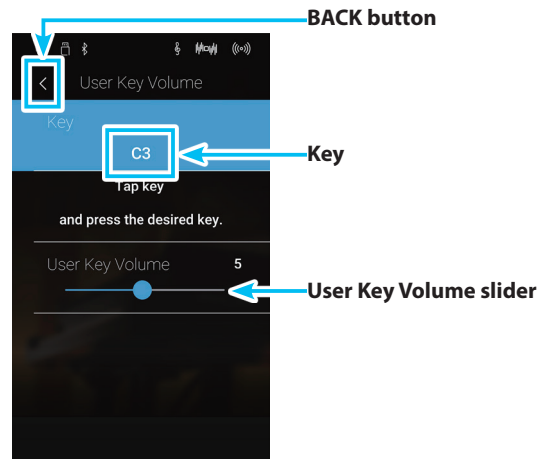 BACK button
User Key Volume
Key
C3
Key
Tap key
and press the desired key.
User Key Volume 5
User Key Volume slider